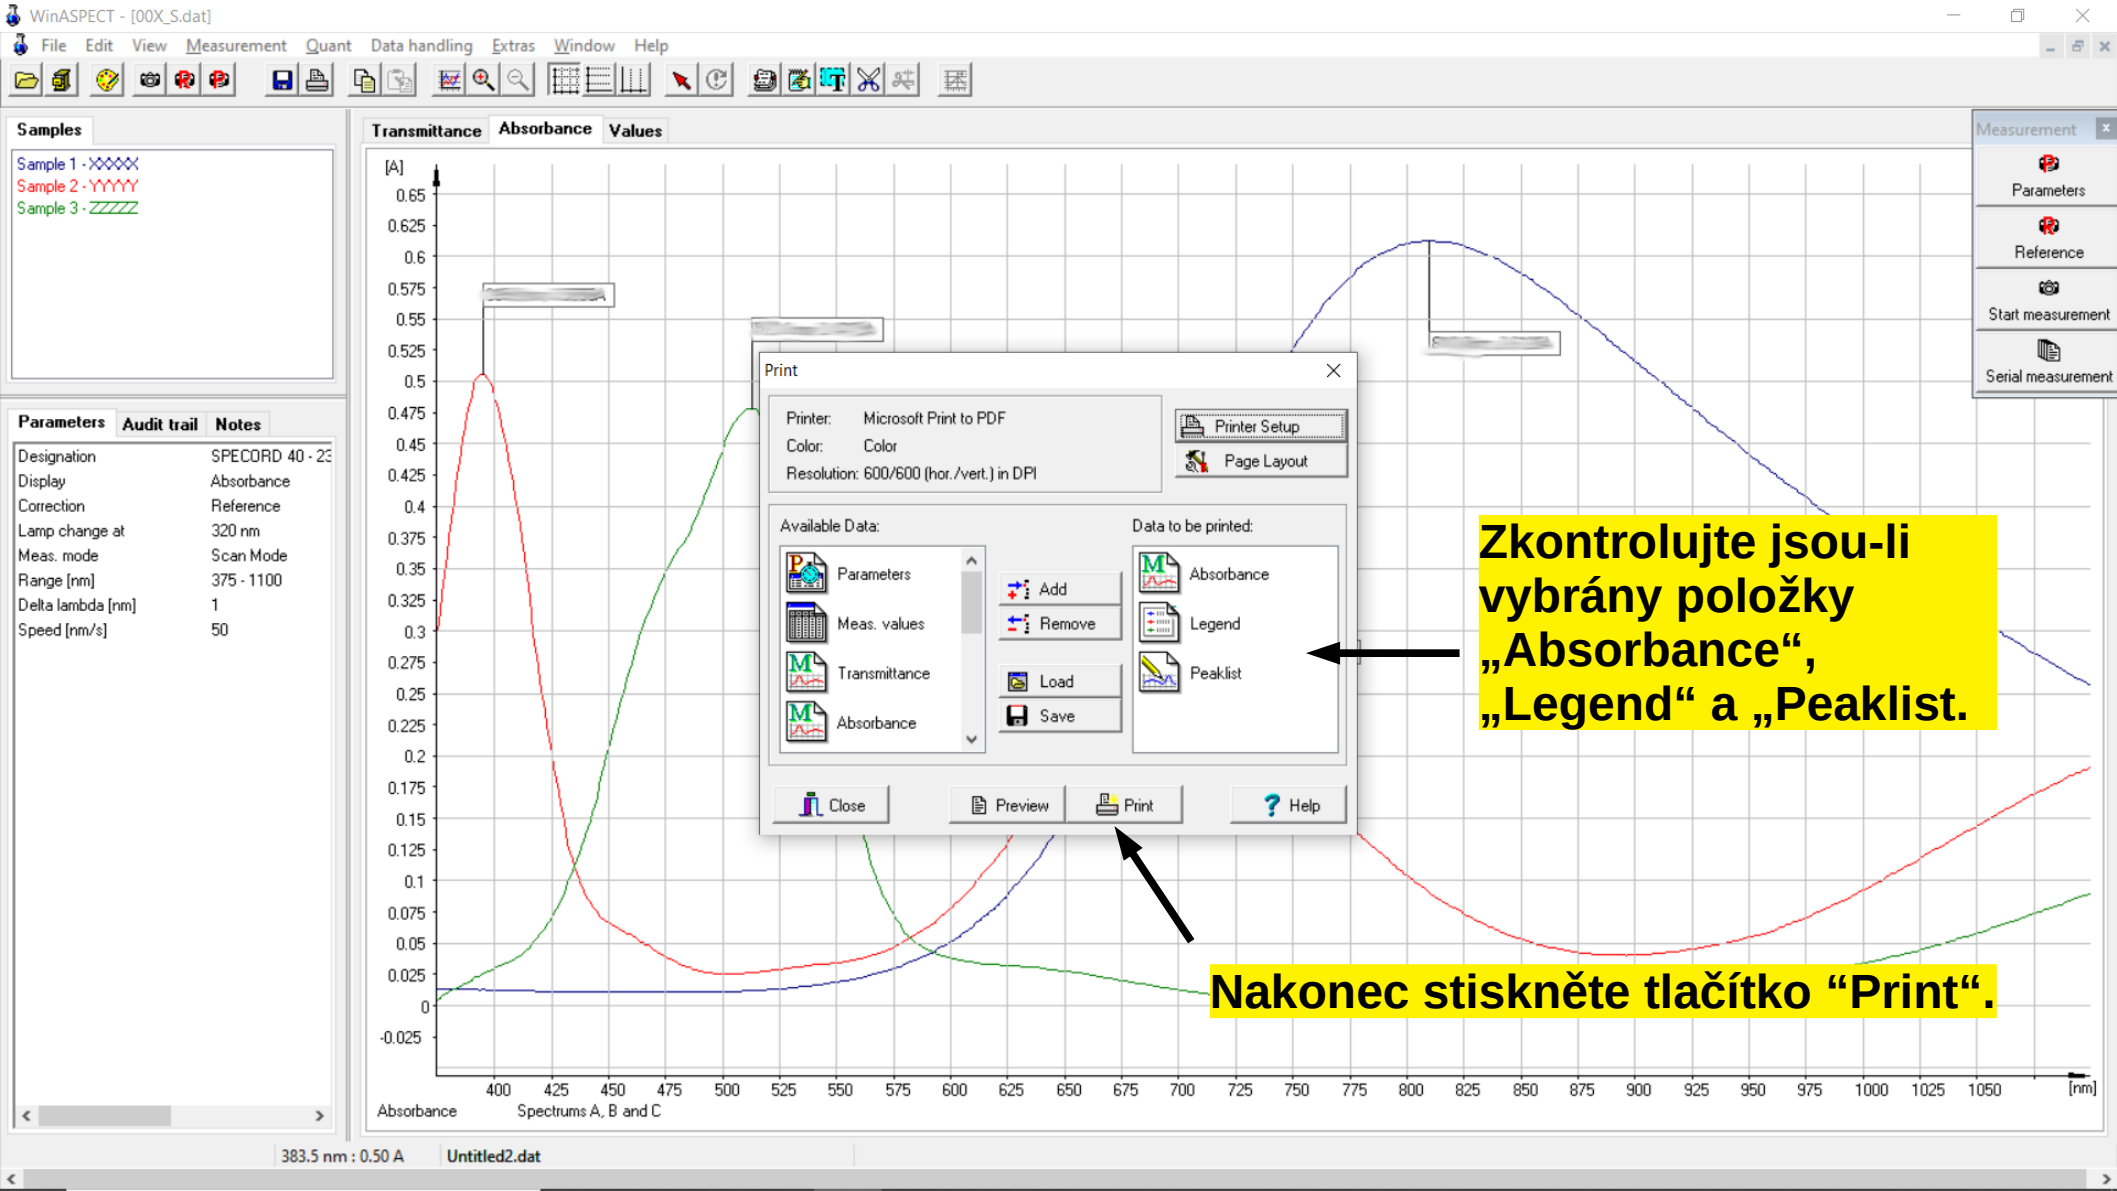 WinASPECT - [00X_S.dat]
File Edit View Measurement Quant Data handling Extras Window Help
Samples
Sample 1 - XXXXX
Sample 2 - YYYYY
Sample 3 - ZZZZZ
Parameters Audit trail Notes
Designation SPECORD 40 - 23
Display Absorbance
Correction Reference
Lamp change at 320 nm
Meas. mode Scan Mode
Range [nm] 375 - 1100
Delta lambda [nm] 1
Speed [nm/s] 50
Transmittance Absorbance Values
[A]
0.65
0.625
0.6
0.575
0.55
0.525
0.5
0.475
0.45
0.425
0.4
0.375
0.35
0.325
0.3
0.275
0.25
0.225
0.2
0.175
0.15
0.125
0.1
0.075
0.05
0.025
0
-0.025
400 425 450 475 500 525 550 575 600 625 650 675 700 725 750 775 800 825 850 875 900 925 950 975 1000 1025 1050 [nm]
Absorbance Spectrums A, B and C
Print
Printer: Microsoft Print to PDF
Color: Color
Resolution: 600/600 (hor./vert.) in DPI
Printer Setup
Page Layout
Available Data:
Parameters
Meas. values
Transmittance
Absorbance
Add
Remove
Load
Save
Data to be printed:
Absorbance
Legend
Peaklist
Close Preview Print Help
Zkontrolujte jsou-li
vybrány položky
„Absorbance“,
„Legend“ a „Peaklist.
Nakonec stiskněte tlačítko “Print“.
Measurement
Parameters
Reference
Start measurement
Serial measurement
383.5 nm : 0.50 A Untitled2.dat